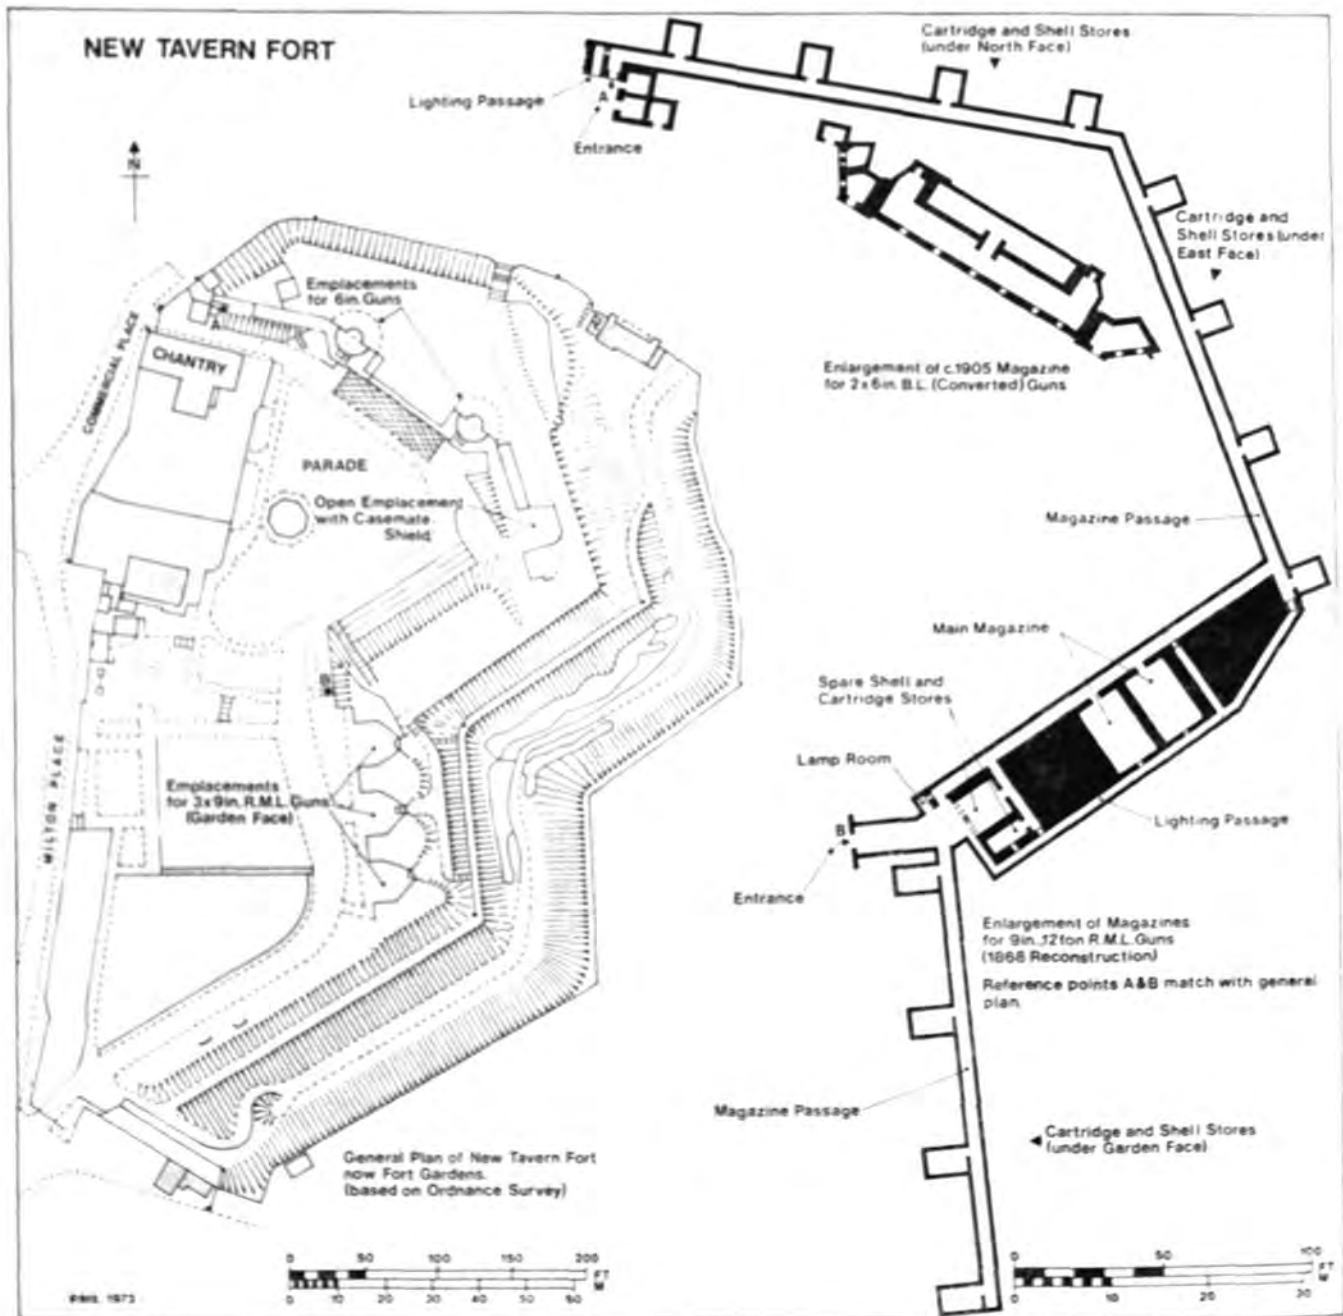 NEW TAVERN FORT
N
COMMERCIAL PLACE
CHANTRY
A
Emplacements
for 6in. Guns
PARADE
Open Emplacement
with Casemate
Shield
B
MILTON PLACE
Emplacements
for 3x9in. R.M.L. Guns
(Garden Face)
General Plan of New Tavern Fort
now Fort Gardens.
(based on Ordnance Survey)
0 50 100 150 200
FT
M
0 10 20 30 40 50 60
1973
Lighting Passage
A
Entrance
Cartridge and Shell Stores
(under North Face)
Cartridge and
Shell Stores (under
East Face)
Enlargement of c.1905 Magazine
for 2x6in. B.L. (Converted) Guns
Magazine Passage
Main Magazine
Spare Shell and
Cartridge Stores
Lamp Room
B
Entrance
Lighting Passage
Enlargement of Magazines
for 9in.,12ton R.M.L. Guns
(1868 Reconstruction)
Reference points A&B match with general
plan
Magazine Passage
Cartridge and Shell Stores
(under Garden Face)
0 50 100
FT
M
0 10 20 30